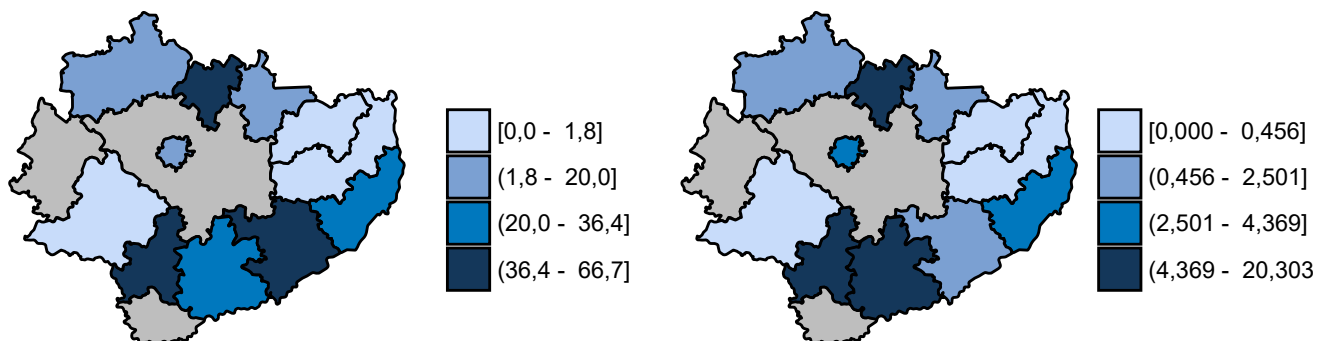 [0,0 - 1,8]
(1,8 - 20,0]
(20,0 - 36,4]
(36,4 - 66,7]
[0,000 - 0,456]
(0,456 - 2,501]
(2,501 - 4,369]
(4,369 - 20,303